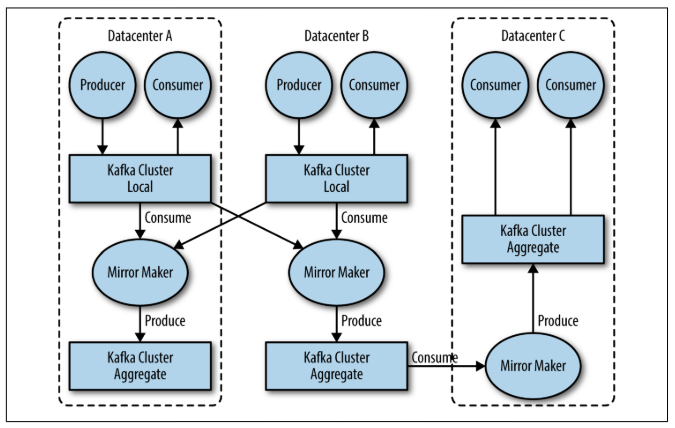 Datacenter A
Datacenter B
Datacenter C
Producer
Consumer
Producer
Consumer
Consumer
Consumer
Kafka Cluster
Local
Kafka Cluster
Local
Consume
Consume
Kafka Cluster
Aggregate
Mirror Maker
Mirror Maker
Produce
Produce
Produce
Kafka Cluster
Aggregate
Kafka Cluster
Aggregate
Consume
Mirror Maker